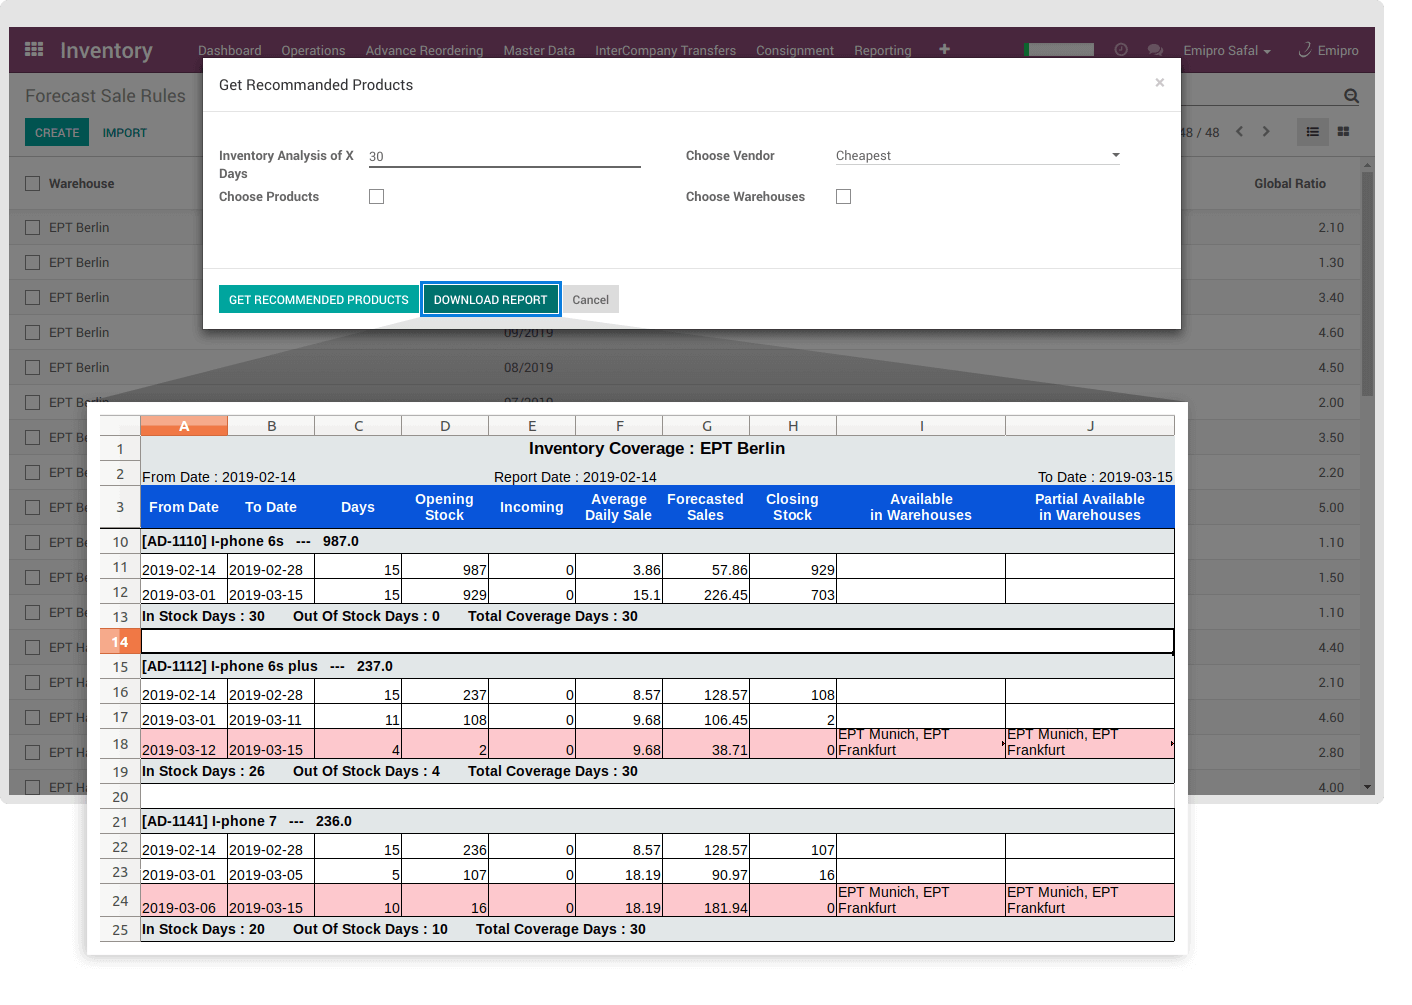 Inventory Dashboard Operations Advance Reordering Master Data InterCompany Transfers Consignment Reporting Emipro Safal Emipro
Forecast Sale Rules
Get Recommanded Products ×
CREATE IMPORT
48 / 48
Inventory Analysis of X Days 30 Choose Vendor Cheapest
Choose Products Choose Warehouses
Warehouse Global Ratio
EPT Berlin 2.10
EPT Berlin 1.30
EPT Berlin 3.40
GET RECOMMENDED PRODUCTS DOWNLOAD REPORT Cancel
EPT Berlin 09/2019 4.60
EPT Berlin 08/2019 4.50
EPT Berlin 07/2019 2.00
EPT Be 3.50
EPT Be 2.20
EPT Be 5.00
EPT Be 1.10
EPT Be 1.50
EPT Be 1.10
EPT Ha 4.40
EPT Ha 2.10
EPT Ha 4.60
EPT Ha 2.80
EPT Ha 4.00
A B C D E F G H I J
1 Inventory Coverage : EPT Berlin
2 From Date : 2019-02-14 Report Date : 2019-02-14 To Date : 2019-03-15
3 From Date To Date Days Opening Stock Incoming Average Daily Sale Forecasted Sales Closing Stock Available in Warehouses Partial Available in Warehouses
10 [AD-1110] I-phone 6s --- 987.0
11 2019-02-14 2019-02-28 15 987 0 3.86 57.86 929
12 2019-03-01 2019-03-15 15 929 0 15.1 226.45 703
13 In Stock Days : 30 Out Of Stock Days : 0 Total Coverage Days : 30
14
15 [AD-1112] I-phone 6s plus --- 237.0
16 2019-02-14 2019-02-28 15 237 0 8.57 128.57 108
17 2019-03-01 2019-03-11 11 108 0 9.68 106.45 2
18 2019-03-12 2019-03-15 4 2 0 9.68 38.71 0 EPT Munich, EPT Frankfurt EPT Munich, EPT Frankfurt
19 In Stock Days : 26 Out Of Stock Days : 4 Total Coverage Days : 30
20
21 [AD-1141] I-phone 7 --- 236.0
22 2019-02-14 2019-02-28 15 236 0 8.57 128.57 107
23 2019-03-01 2019-03-05 5 107 0 18.19 90.97 16
24 2019-03-06 2019-03-15 10 16 0 18.19 181.94 0 EPT Munich, EPT Frankfurt EPT Munich, EPT Frankfurt
25 In Stock Days : 20 Out Of Stock Days : 10 Total Coverage Days : 30